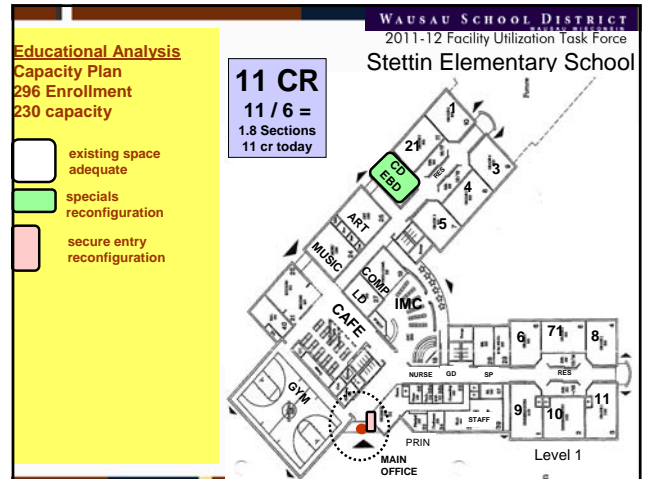 WAUSAU SCHOOL DISTRICT
WAUSAU WISCONSIN
2011-12 Facility Utilization Task Force
Stettin Elementary School
Educational Analysis
Capacity Plan
296 Enrollment
230 capacity
existing space
adequate
specials
reconfiguration
secure entry
reconfiguration
11 CR
11 / 6 =
1.8 Sections
11 cr today
Future
1
21
3
CD
EBD
RES
4
5
ART
MUSIC
COMP
LD
IMC
CAFE
GYM
6
71
8
NURSE
GD
SP
RES
9
10
11
STAFF
PRIN
MAIN
OFFICE
Level 1